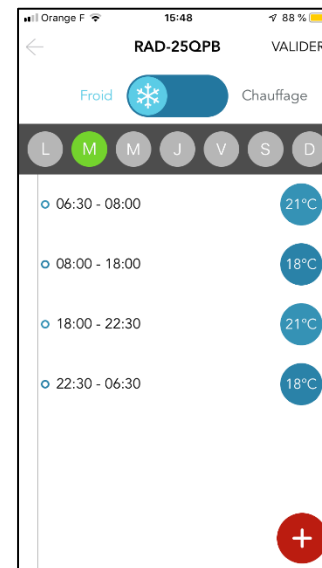 Orange F 15:48 88 %
RAD-25QPB VALIDER
Froid Chauffage
L M M J V S D
06:30 - 08:00 21°C
08:00 - 18:00 18°C
18:00 - 22:30 21°C
22:30 - 06:30 18°C
+